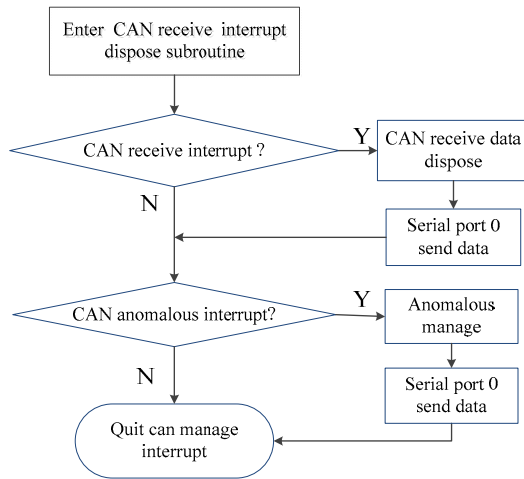 Enter CAN receive interrupt
dispose subroutine
CAN receive interrupt ?
Y
CAN receive data
dispose
N
Serial port 0
send data
CAN anomalous interrupt?
Y
Anomalous
manage
N
Serial port 0
send data
Quit can manage
interrupt